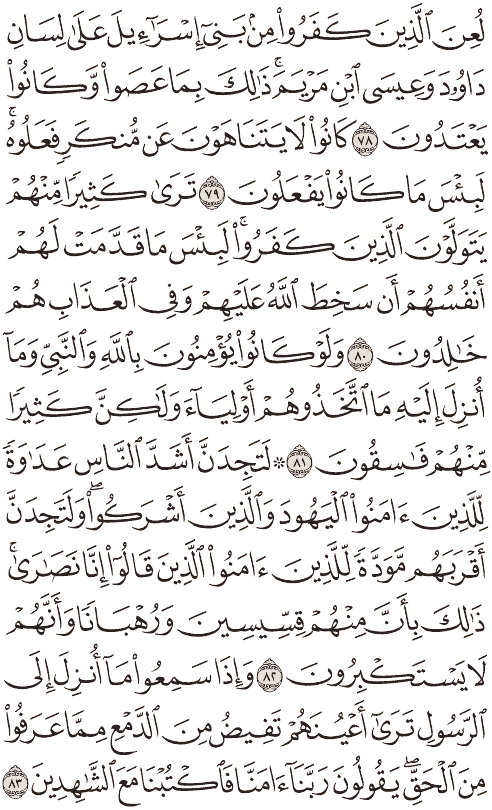 لُعِنَ ٱلَّذِينَ كَفَرُوا۟ مِنۢ بَنِىٓ إِسْرَٰٓءِيلَ عَلَىٰ لِسَانِ
دَاوُۥدَ وَعِيسَى ٱبْنِ مَرْيَمَ ۚ ذَٰلِكَ بِمَا عَصَوا۟ وَّكَانُوا۟
يَعْتَدُونَ ٧٨ كَانُوا۟ لَا يَتَنَاهَوْنَ عَن مُّنكَرٍ فَعَلُوهُ ۚ
لَبِئْسَ مَا كَانُوا۟ يَفْعَلُونَ ٧٩ تَرَىٰ كَثِيرًا مِّنْهُمْ
يَتَوَلَّوْنَ ٱلَّذِينَ كَفَرُوا۟ ۚ لَبِئْسَ مَا قَدَّمَتْ لَهُمْ
أَنفُسُهُمْ أَن سَخِطَ ٱللَّهُ عَلَيْهِمْ وَفِى ٱلْعَذَابِ هُمْ
خَٰلِدُونَ ٨٠ وَلَوْ كَانُوا۟ يُؤْمِنُونَ بِٱللَّهِ وَٱلنَّبِىِّ وَمَآ
أُنزِلَ إِلَيْهِ مَا ٱتَّخَذُوهُمْ أَوْلِيَآءَ وَلَٰكِنَّ كَثِيرًا
مِّنْهُمْ فَٰسِقُونَ ٨١ ۞ لَتَجِدَنَّ أَشَدَّ ٱلنَّاسِ عَدَٰوَةً
لِّلَّذِينَ ءَامَنُوا۟ ٱلْيَهُودَ وَٱلَّذِينَ أَشْرَكُوا۟ ۖ وَلَتَجِدَنَّ
أَقْرَبَهُم مَّوَدَّةً لِّلَّذِينَ ءَامَنُوا۟ ٱلَّذِينَ قَالُوٓا۟ إِنَّا نَصَٰرَىٰ ۚ
ذَٰلِكَ بِأَنَّ مِنْهُمْ قِسِّيسِينَ وَرُهْبَانًا وَأَنَّهُمْ
لَا يَسْتَكْبِرُونَ ٨٢ وَإِذَا سَمِعُوا۟ مَآ أُنزِلَ إِلَى
ٱلرَّسُولِ تَرَىٰٓ أَعْيُنَهُمْ تَفِيضُ مِنَ ٱلدَّمْعِ مِمَّا عَرَفُوا۟
مِنَ ٱلْحَقِّ ۖ يَقُولُونَ رَبَّنَآ ءَامَنَّا فَٱكْتُبْنَا مَعَ ٱلشَّٰهِدِينَ ٨٣